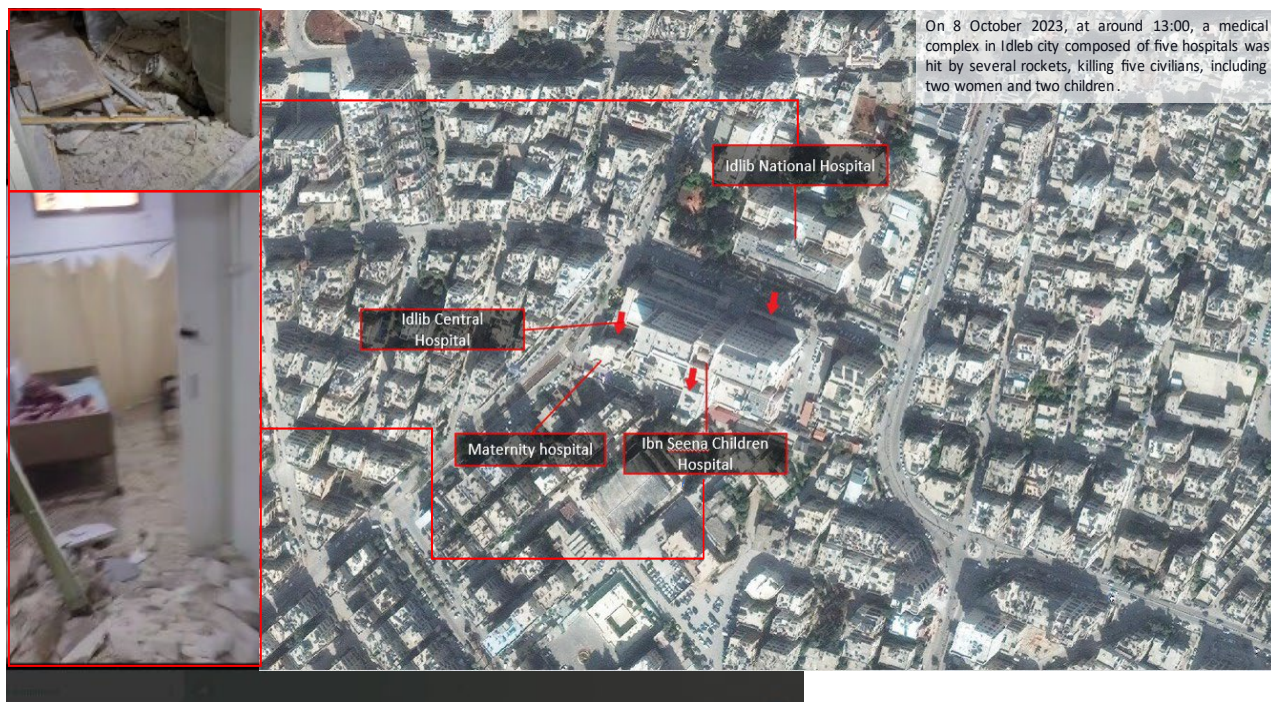 On 8 October 2023, at around 13:00, a medical
complex in Idleb city composed of five hospitals was
hit by several rockets, killing five civilians, including
two women and two children.
Idlib National Hospital
Idlib Central
Hospital
Maternity hospital
Ibn Seena Children
Hospital